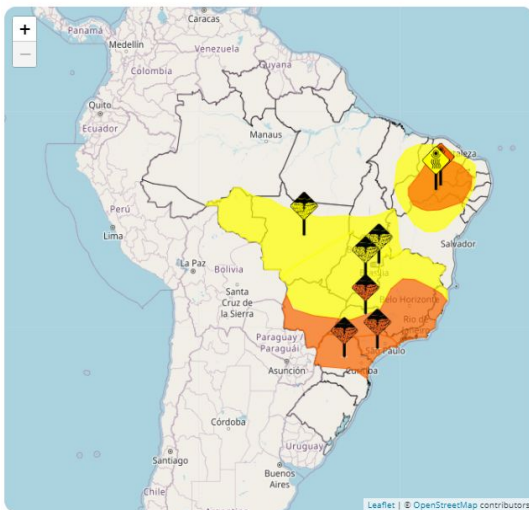 +
−
Caracas
Panamá
Medellín
Venezuela
Guyana
Colombia
Quito
Ecuador
Manaus
Perú
Lima
La Paz
Bolivia
Salvador
Santa
Cruz de
la Sierra
Belo Horizonte
Rio de
São Paulo
Paraguay /
Paraguái
Asunción
Curitiba
Córdoba
Uruguay
Santiago
Buenos
Aires
Chile
Leaflet | © OpenStreetMap contributors